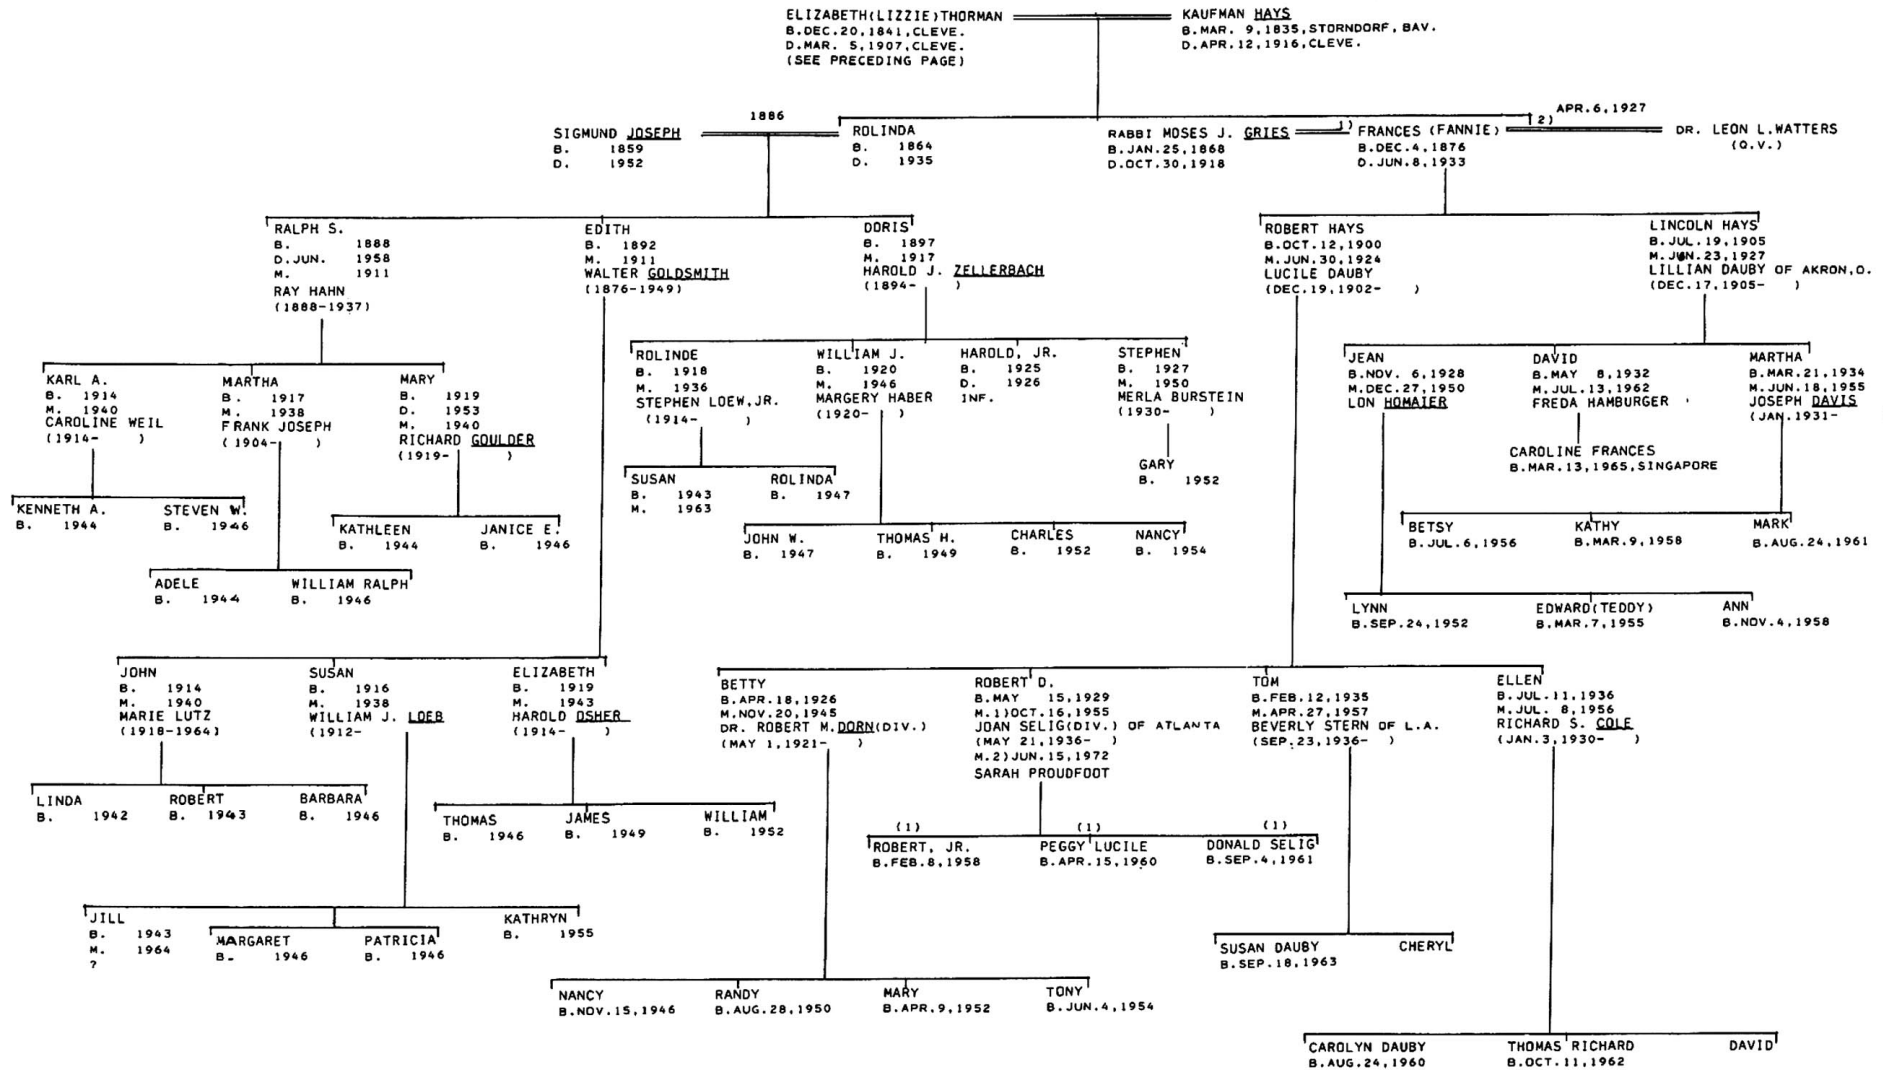 ELIZABETH(LIZZIE)THORMAN
B.DEC.20,1841,CLEVE.
D.MAR. 5,1907,CLEVE.
(SEE PRECEDING PAGE)
KAUFMAN HAYS
B.MAR. 9,1835,STORNDORF, BAV.
D.APR.12,1916,CLEVE.
1886
APR.6,1927
SIGMUND JOSEPH
B. 1859
D. 1952
ROLINDA
B. 1864
D. 1935
RABBI MOSES J. GRIES
B.JAN.25,1868
D.OCT.30,1918
1)
FRANCES (FANNIE)
B.DEC.4,1876
D.JUN.8,1933
2)
DR. LEON L.WATTERS
(Q.V.)
RALPH S.
B. 1888
D.JUN. 1958
M. 1911
RAY HAHN
(1888-1937)
EDITH
B. 1892
M. 1911
WALTER GOLDSMITH
(1876-1949)
DORIS
B. 1897
M. 1917
HAROLD J. ZELLERBACH
(1894- )
ROBERT HAYS
B.OCT.12,1900
M.JUN.30,1924
LUCILE DAUBY
(DEC.19,1902- )
LINCOLN HAYS
B.JUL.19,1905
M.JUN.23,1927
LILLIAN DAUBY OF AKRON,O.
(DEC.17,1905- )
KARL A.
B. 1914
M. 1940
CAROLINE WEIL
(1914- )
MARTHA
B. 1917
M. 1938
FRANK JOSEPH
(1904- )
MARY
B. 1919
D. 1953
M. 1940
RICHARD GOULDER
(1919- )
ROLINDE
B. 1918
M. 1936
STEPHEN LOEW,JR.
(1914- )
WILLIAM J.
B. 1920
M. 1946
MARGERY HABER
(1920- )
HAROLD, JR.
B. 1925
D. 1926
INF.
STEPHEN
B. 1927
M. 1950
MERLA BURSTEIN
(1930- )
JEAN
B.NOV. 6,1928
M.DEC.27,1950
LON HOMAIER
DAVID
B.MAY 8,1932
M.JUL.13,1962
FREDA HAMBURGER
MARTHA
B.MAR.21,1934
M.JUN.18,1955
JOSEPH DAVIS
(JAN.1931-
CAROLINE FRANCES
B.MAR.13,1965,SINGAPORE
KENNETH A.
B. 1944
STEVEN W.
B. 1946
KATHLEEN
B. 1944
JANICE E.
B. 1946
SUSAN
B. 1943
M. 1963
ROLINDA
B. 1947
GARY
B. 1952
JOHN W.
B. 1947
THOMAS H.
B. 1949
CHARLES
B. 1952
NANCY
B. 1954
BETSY
B.JUL.6,1956
KATHY
B.MAR.9,1958
MARK
B.AUG.24,1961
ADELE
B. 1944
WILLIAM RALPH
B. 1946
LYNN
B.SEP.24,1952
EDWARD(TEDDY)
B.MAR.7,1955
ANN
B.NOV.4,1958
JOHN
B. 1914
M. 1940
MARIE LUTZ
(1918-1964)
SUSAN
B. 1916
M. 1938
WILLIAM J. LOEB
(1912-
ELIZABETH
B. 1919
M. 1943
HAROLD OSHER
(1914- )
BETTY
B.APR.18,1926
M.NOV.20,1945
DR. ROBERT M.DORN(DIV.)
(MAY 1,1921- )
ROBERT D.
B.MAY 15,1929
M.1)OCT.16,1955
JOAN SELIG(DIV.) OF ATLANTA
(MAY 21,1936- )
M.2)JUN.15,1972
SARAH PROUDFOOT
TOM
B.FEB.12,1935
M.APR.27,1957
BEVERLY STERN OF L.A.
(SEP.23,1936- )
ELLEN
B.JUL.11,1936
M.JUL. 8,1956
RICHARD S. COLE
(JAN.3,1930- )
LINDA
B. 1942
ROBERT
B. 1943
BARBARA
B. 1946
THOMAS
B. 1946
JAMES
B. 1949
WILLIAM
B. 1952
(1)
ROBERT, JR.
B.FEB.8,1958
(1)
PEGGY LUCILE
B.APR.15,1960
(1)
DONALD SELIG
B.SEP.4,1961
JILL
B. 1943
M. 1964
?
MARGARET
B. 1946
PATRICIA
B. 1946
KATHRYN
B. 1955
SUSAN DAUBY
B.SEP.18,1963
CHERYL
NANCY
B.NOV.15,1946
RANDY
B.AUG.28,1950
MARY
B.APR.9,1952
TONY
B.JUN.4,1954
CAROLYN DAUBY
B.AUG.24,1960
THOMAS RICHARD
B.OCT.11,1962
DAVID